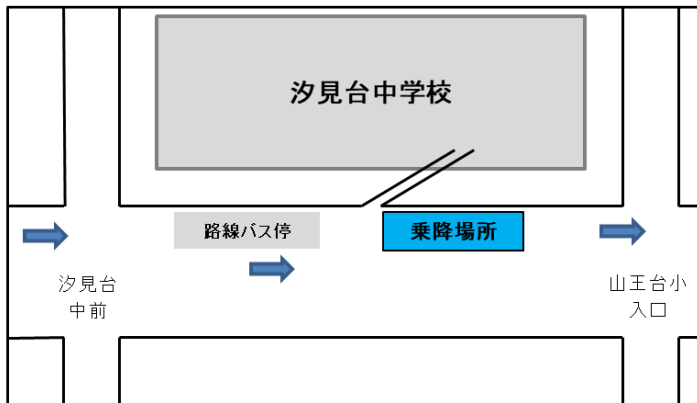 汐見台中学校
路線バス停
乗降場所
汐見台
中前
山王台小
入口